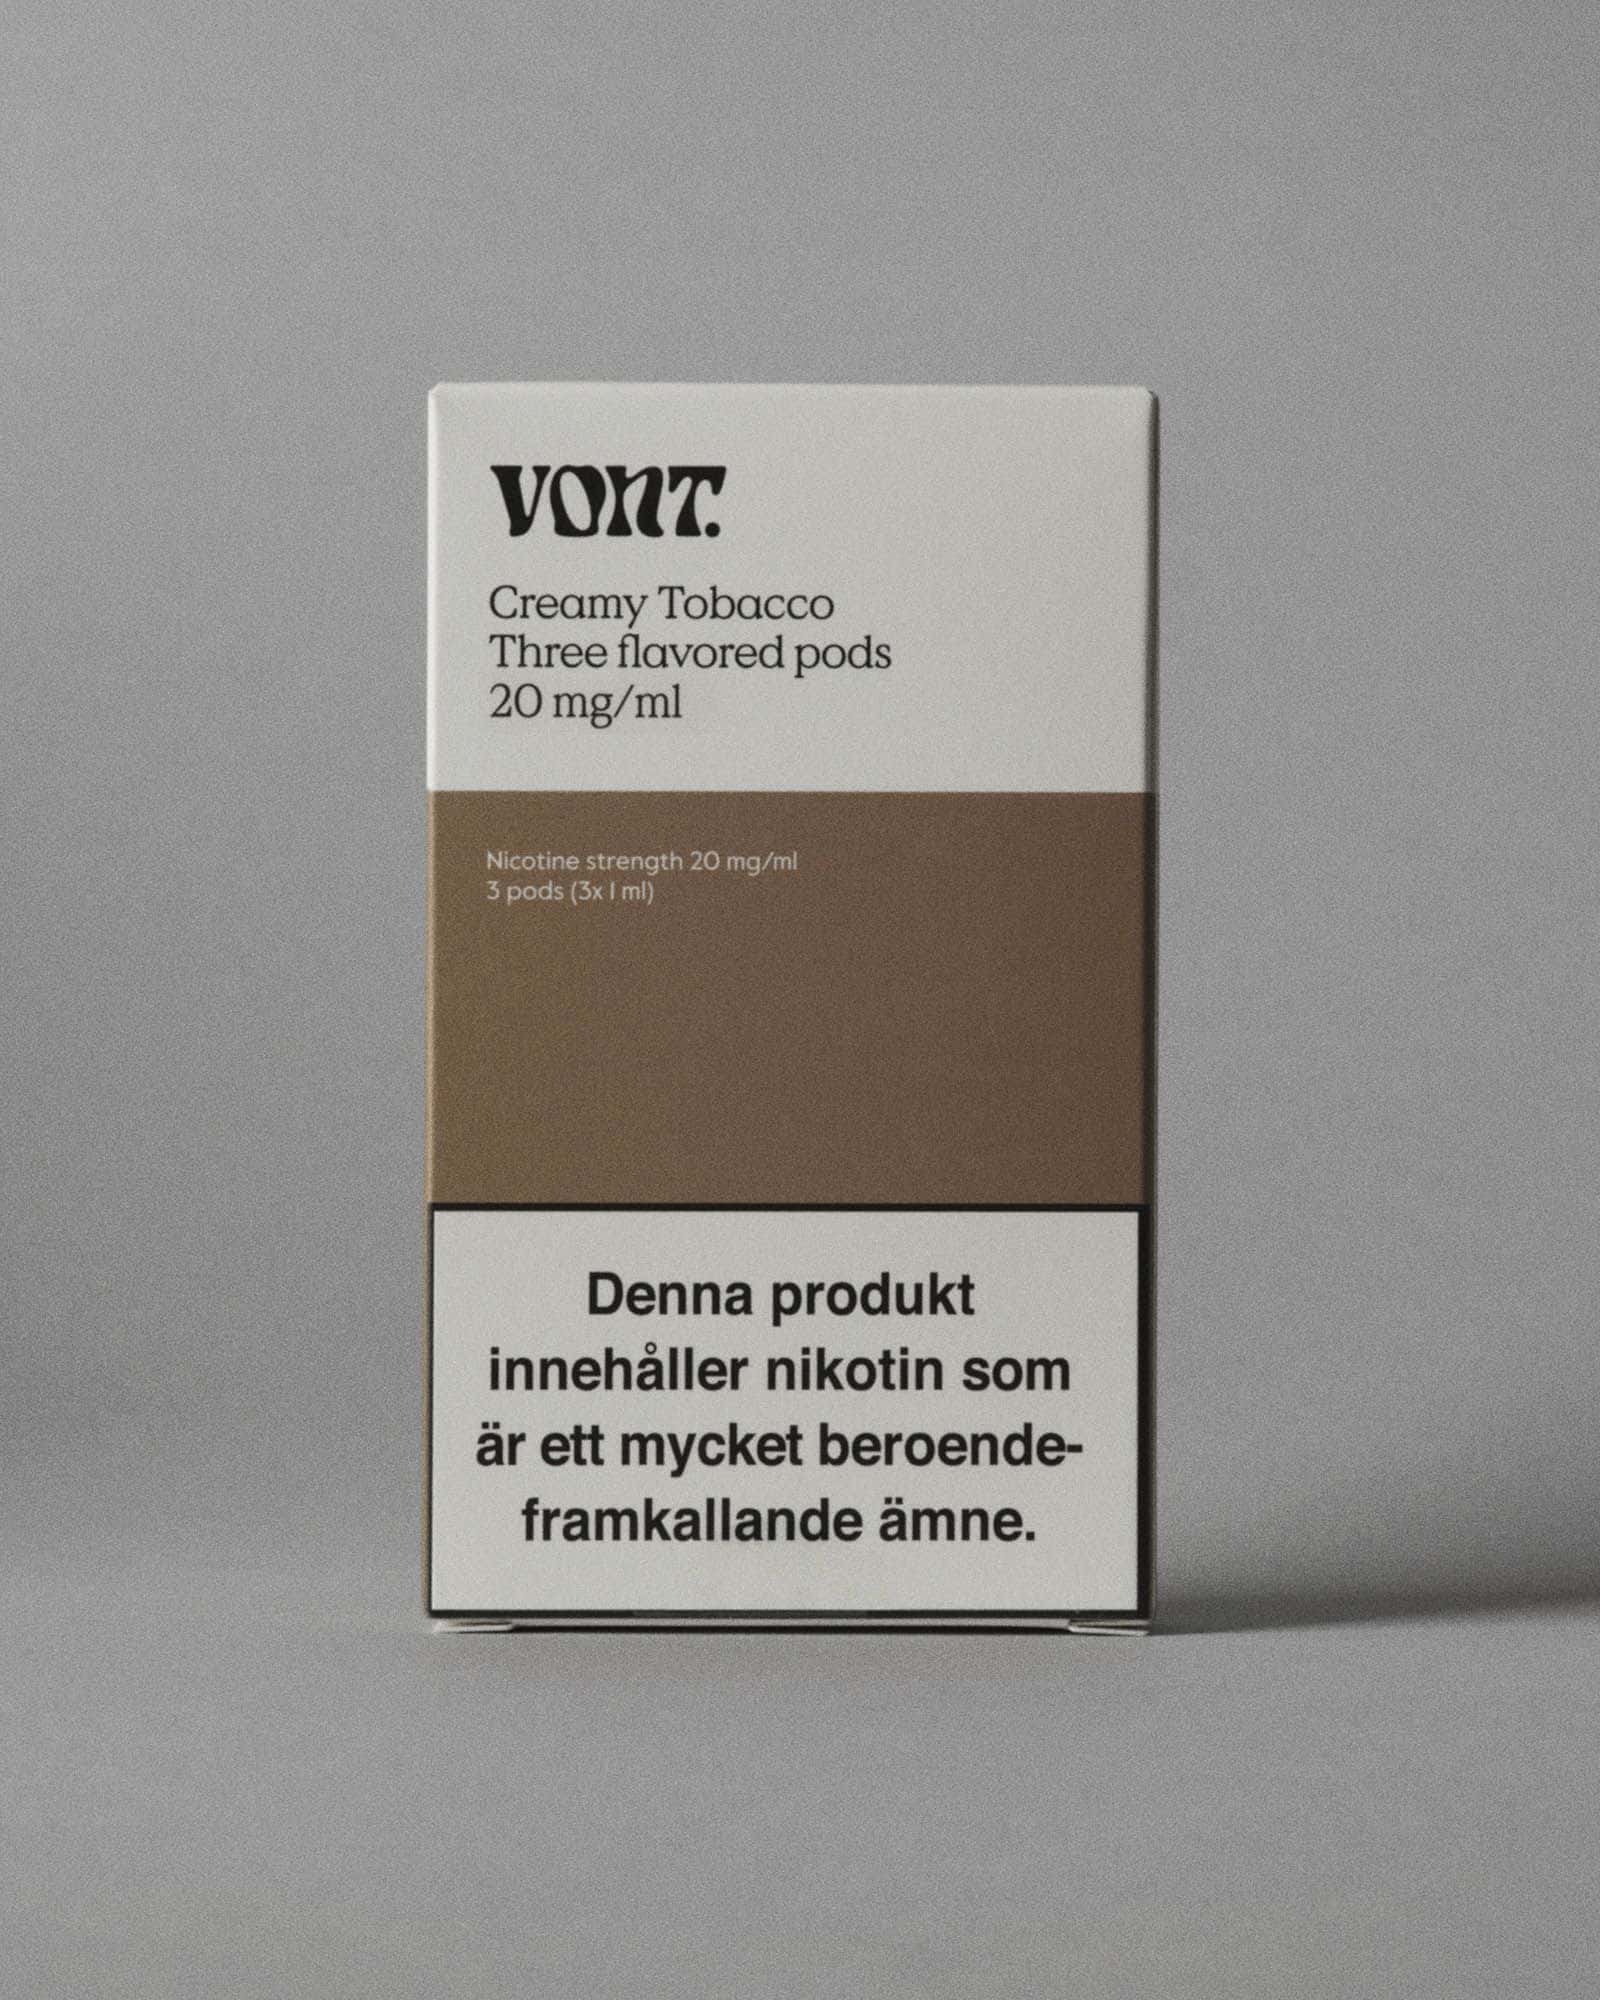 VONT.
Creamy Tobacco
Three flavored pods
20 mg/ml
Nicotine strength 20 mg/ml
3 pods (3x 1 ml)
Denna produkt
innehåller nikotin som
är ett mycket beroende-
framkallande ämne.